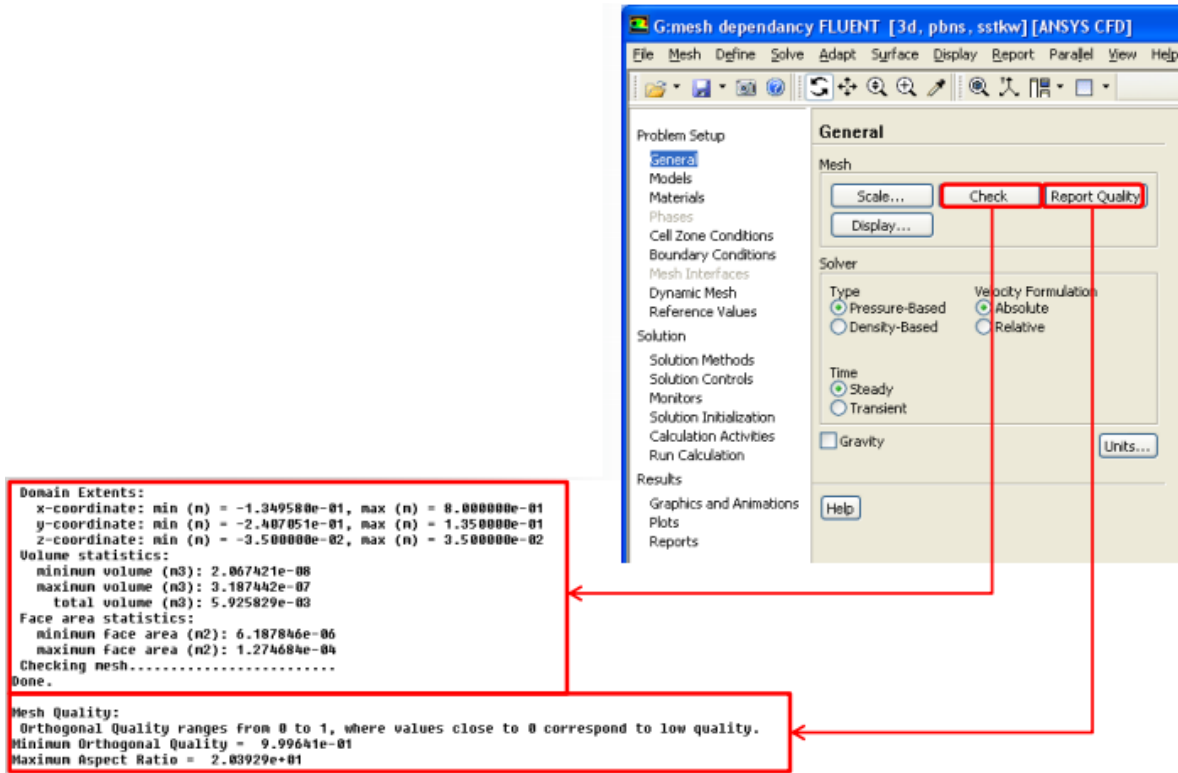 G:mesh dependancy FLUENT [3d, pbns, sstkw] [ANSYS CFD]
File Mesh Define Solve Adapt Surface Display Report Parallel View Help
Problem Setup
General
Models
Materials
Phases
Cell Zone Conditions
Boundary Conditions
Mesh Interfaces
Dynamic Mesh
Reference Values
Solution
Solution Methods
Solution Controls
Monitors
Solution Initialization
Calculation Activities
Run Calculation
Results
Graphics and Animations
Plots
Reports
General
Mesh
Scale... Check Report Quality
Display...
Solver
Type Velocity Formulation
Pressure-Based Absolute
Density-Based Relative
Time
Steady
Transient
Gravity Units...
Help
Domain Extents:
x-coordinate: min (m) = -1.349580e-01, max (m) = 8.000000e-01
y-coordinate: min (m) = -2.407051e-01, max (m) = 1.350000e-01
z-coordinate: min (m) = -3.500000e-02, max (m) = 3.500000e-02
Volume statistics:
minimum volume (m3): 2.067421e-08
maximum volume (m3): 3.187442e-07
total volume (m3): 5.925829e-03
Face area statistics:
minimum face area (m2): 6.187846e-06
maximum face area (m2): 1.274684e-04
Checking mesh.........................
Done.
Mesh Quality:
Orthogonal Quality ranges from 0 to 1, where values close to 0 correspond to low quality.
Minimum Orthogonal Quality = 9.99641e-01
Maximum Aspect Ratio = 2.03929e+01